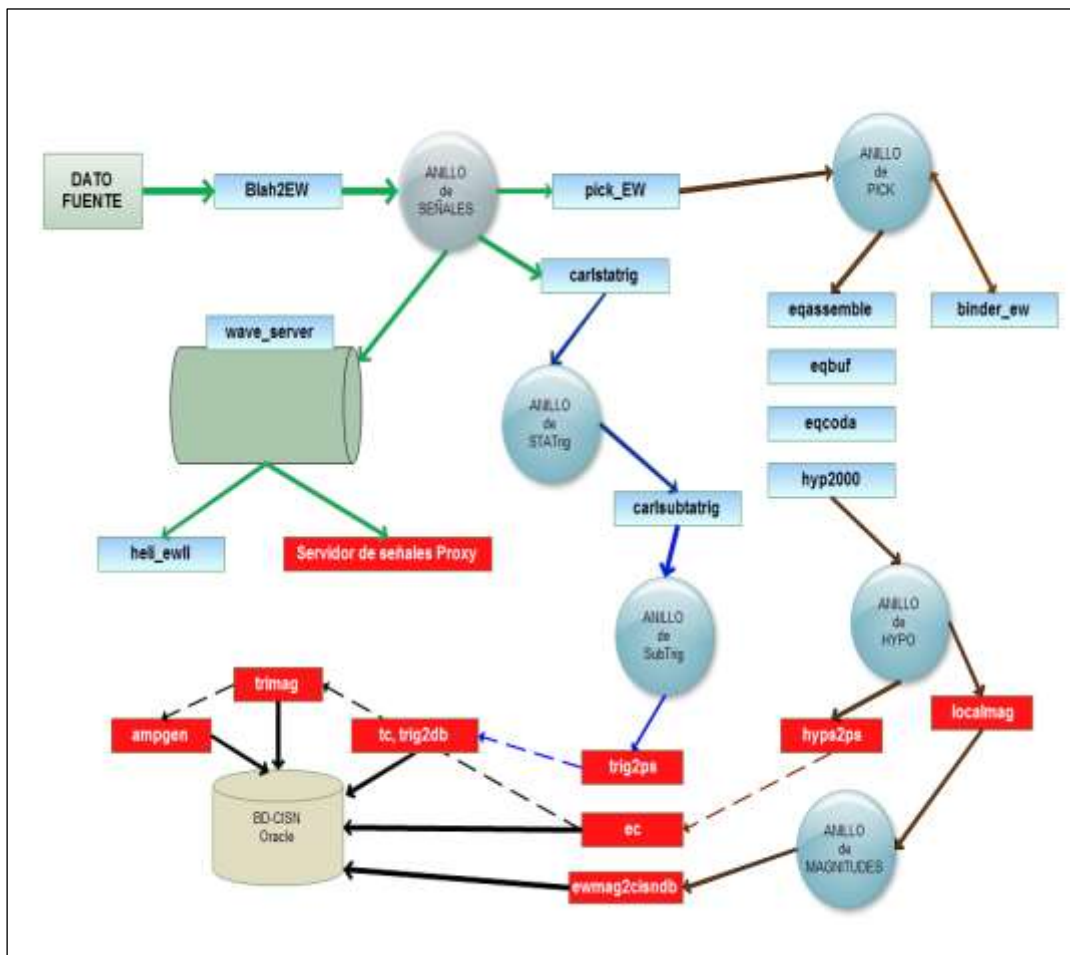 DATO
FUENTE
Blah2EW
ANILLO
de
SEÑALES
pick_EW
ANILLO
de
PICK
carlstatrig
wave_server
eqassemble
binder_ew
eqbuf
ANILLO
de
STATrig
eqcoda
hyp2000
carlsubtatrig
heli_ewII
Servidor de señales Proxy
ANILLO
de
SubTrig
ANILLO
de
HYPO
trimag
localmag
ampgen
tc, trig2db
hyps2ps
trig2ps
BD-CISN
Oracle
ec
ANILLO
de
MAGNITUDES
ewmag2cisndb